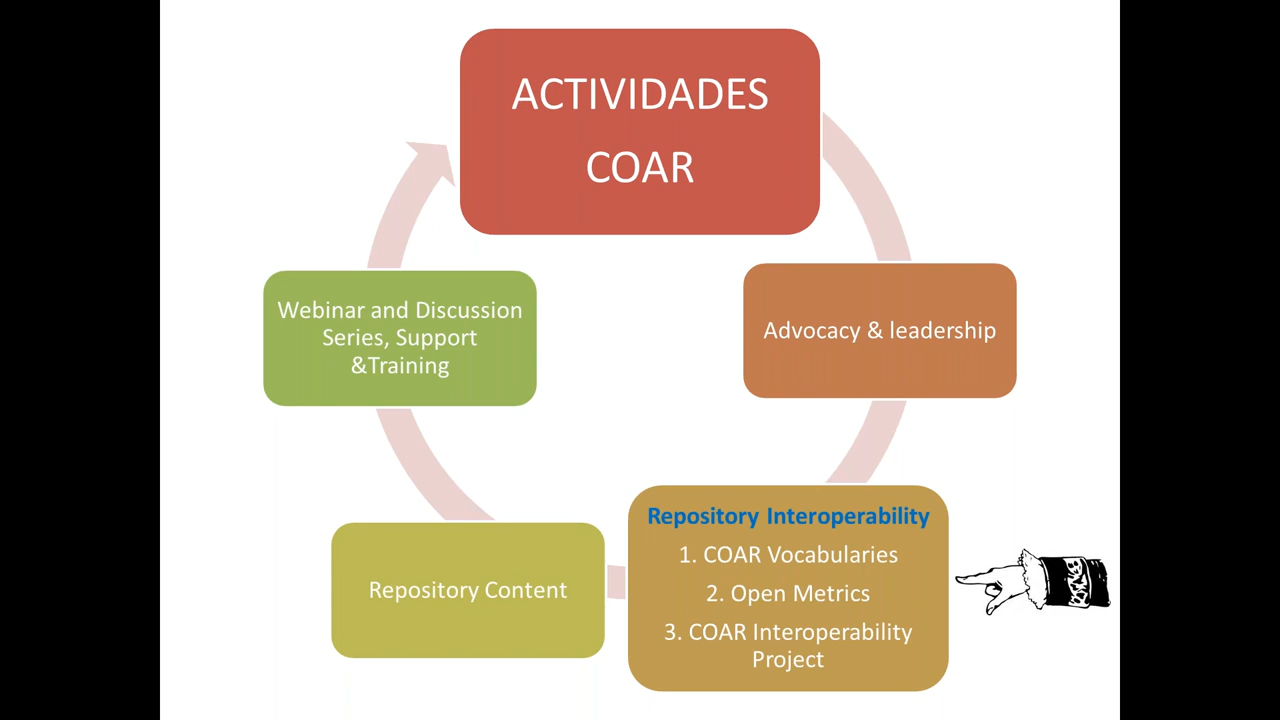 ACTIVIDADES
COAR
Advocacy & leadership
Repository Interoperability
1. COAR Vocabularies
2. Open Metrics
3. COAR Interoperability
Project
Repository Content
Webinar and Discussion
Series, Support
&Training